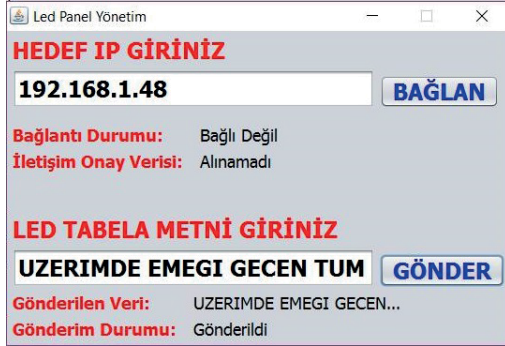 Led Panel Yönetim
HEDEF IP GİRİNİZ
192.168.1.48 BAĞLAN
Bağlantı Durumu: Bağlı Değil
İletişim Onay Verisi: Alınamadı
LED TABELA METNİ GİRİNİZ
UZERIMDE EMEGI GECEN TUM GÖNDER
Gönderilen Veri: UZERIMDE EMEGI GECEN...
Gönderim Durumu: Gönderildi